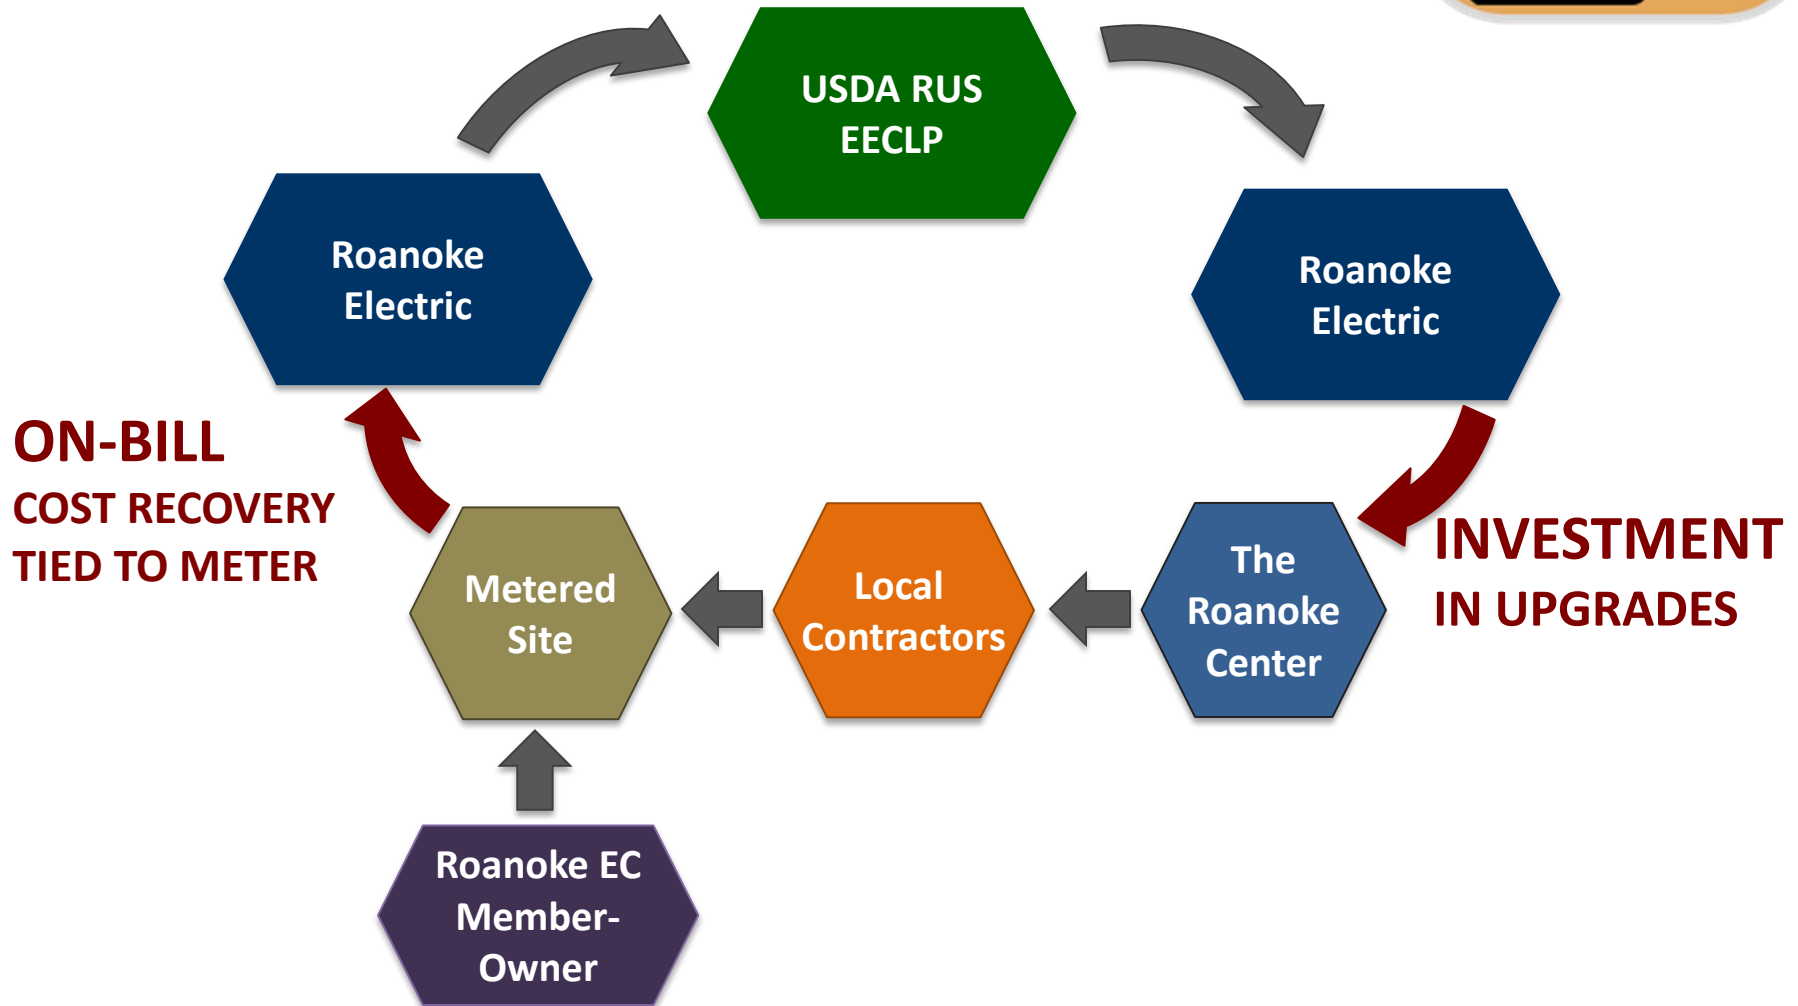 USDA RUS
EECLP
Roanoke
Electric
Roanoke
Electric
ON-BILL
COST RECOVERY
TIED TO METER
INVESTMENT
IN UPGRADES
Metered
Site
Local
Contractors
The
Roanoke
Center
Roanoke EC
Member-
Owner